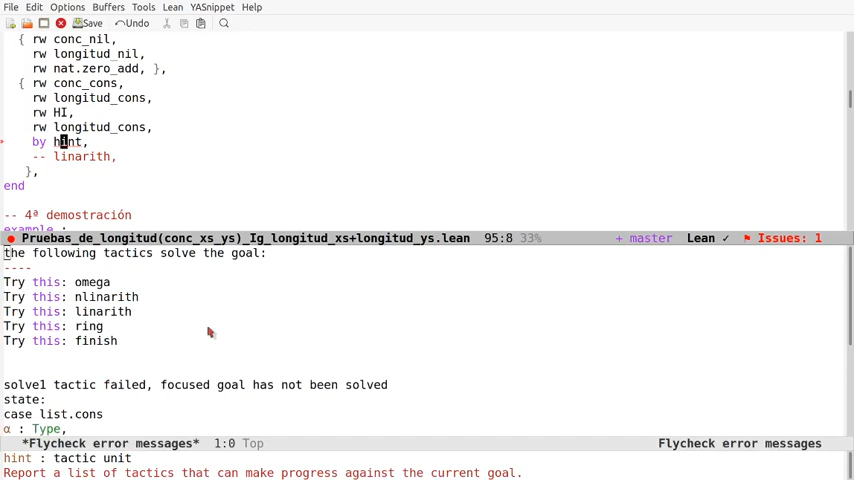 File Edit Options Buffers Tools Lean YASnippet Help
Save Undo
{ rw conc_nil,
rw longitud_nil,
rw nat.zero_add, },
{ rw conc_cons,
rw longitud_cons,
rw HI,
rw longitud_cons,
by hint,
-- linarith,
},
end
-- 4ª demostración
example :
Pruebas_de_longitud(conc_xs_ys)_Ig_longitud_xs+longitud_ys.lean 95:8 33% + master Lean ✓ Issues: 1
the following tactics solve the goal:
----
Try this: omega
Try this: nlinarith
Try this: linarith
Try this: ring
Try this: finish
solve1 tactic failed, focused goal has not been solved
state:
case list.cons
α : Type,
*Flycheck error messages* 1:0 Top Flycheck error messages
hint : tactic unit
Report a list of tactics that can make progress against the current goal.